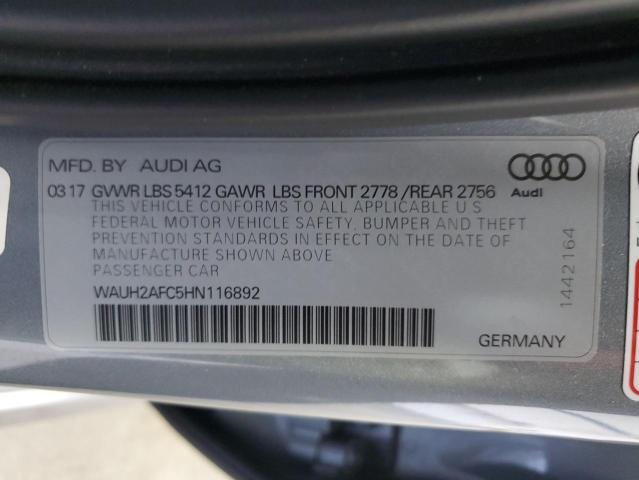 MFD. BY AUDI AG
03 17 GVWR LBS 5412 GAWR LBS FRONT 2778 /REAR 2756
THIS VEHICLE CONFORMS TO ALL APPLICABLE U S
FEDERAL MOTOR VEHICLE SAFETY, BUMPER AND THEFT
PREVENTION STANDARDS IN EFFECT ON THE DATE OF
MANUFACTURE SHOWN ABOVE
PASSENGER CAR
WAUH2AFC5HN116892
GERMANY
Audi
1442164